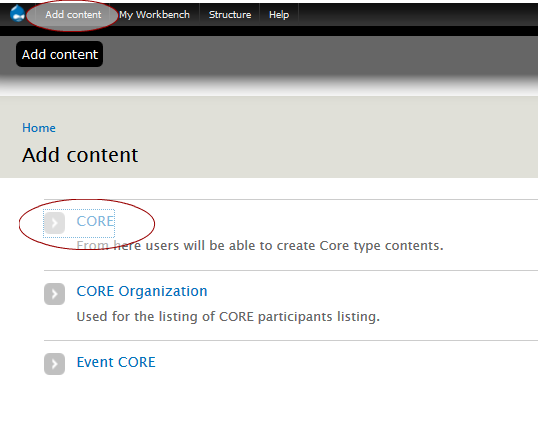 Add content My Workbench Structure Help
Add content
Home
Add content
CORE
From here users will be able to create Core type contents.
CORE Organization
Used for the listing of CORE participants listing.
Event CORE